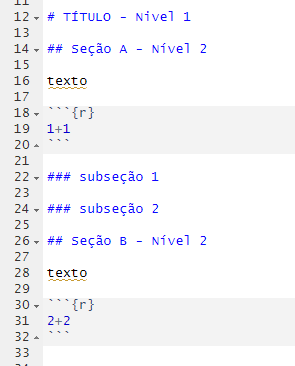 11
12 # TÍTULO - Nivel 1
13
14 ## Seção A - Nível 2
15
16 texto
17
18 ```{r}
19 1+1
20 ```
21
22 ### subseção 1
23
24 ### subseção 2
25
26 ## Seção B - Nível 2
27
28 texto
29
30 ```{r}
31 2+2
32 ```
33